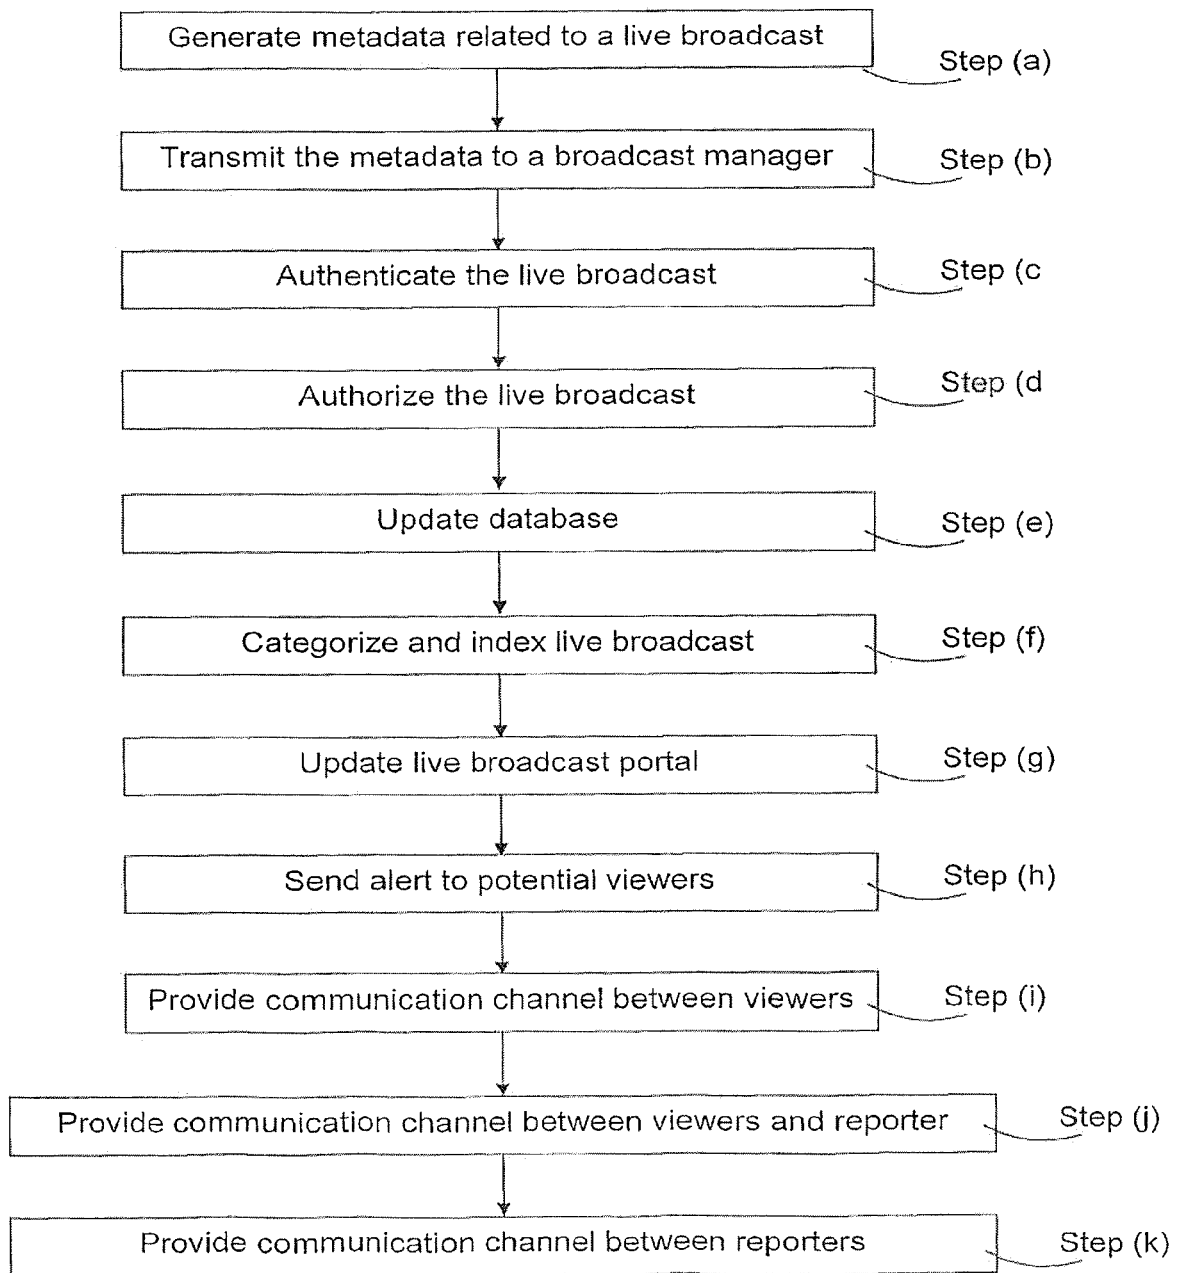 Generate metadata related to a live broadcast
Step (a)
Transmit the metadata to a broadcast manager
Step (b)
Authenticate the live broadcast
Step (c
Authorize the live broadcast
Step (d
Update database
Step (e)
Categorize and index live broadcast
Step (f)
Update live broadcast portal
Step (g)
Send alert to potential viewers
Step (h)
Provide communication channel between viewers
Step (i)
Provide communication channel between viewers and reporter
Step (j)
Provide communication channel between reporters
Step (k)